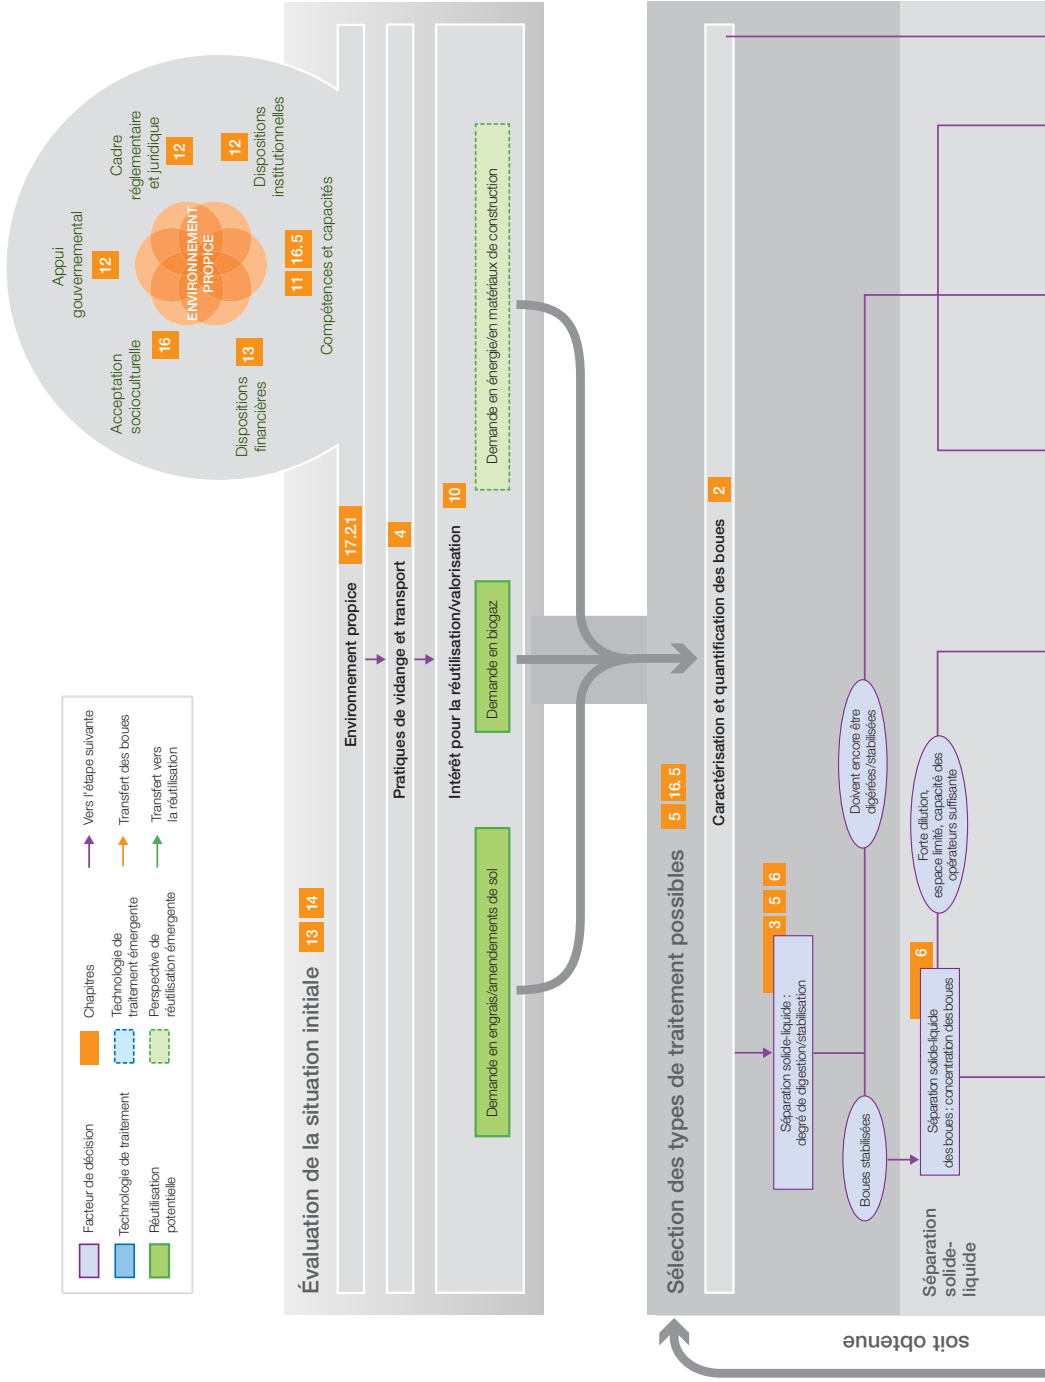 Facteur de décision
Technologie de traitement
Réutilisation
potentielle
Chapitres
Technologie de
traitement émergente
Perspective de
réutilisation émergente
Vers l'étape suivante
Transfert des boues
Transfert vers
la réutilisation
Acceptation
socioculturelle
16
Appui
gouvernemental
12
Cadre
réglementaire
et juridique
12
ENVIRONNEMENT
PROPICE
Dispositions
financières
13
11 16.5
Compétences et capacités
12
Dispositions
institutionnelles
Évaluation de la situation initiale 13 14
Environnement propice 17.2.1
Pratiques de vidange et transport 4
Intérêt pour la réutilisation/valorisation 10
Demande en engrais/amendements de sol
Demande en biogaz
Demande en énergie/en matériaux de construction
Sélection des types de traitement possibles 5 16. 5
Caractérisation et quantification des boues 2
3 5 6
Séparation solide-liquide :
degré de digestion/stabilisation
Boues stabilisées
Doivent encore être
digérées/stabilisées
Séparation
solide-
liquide
6
Séparation solide-liquide
des boues : concentration des boues
Forte dilution,
espace limité, capacité des
opérateurs suffisante
soit obtenue